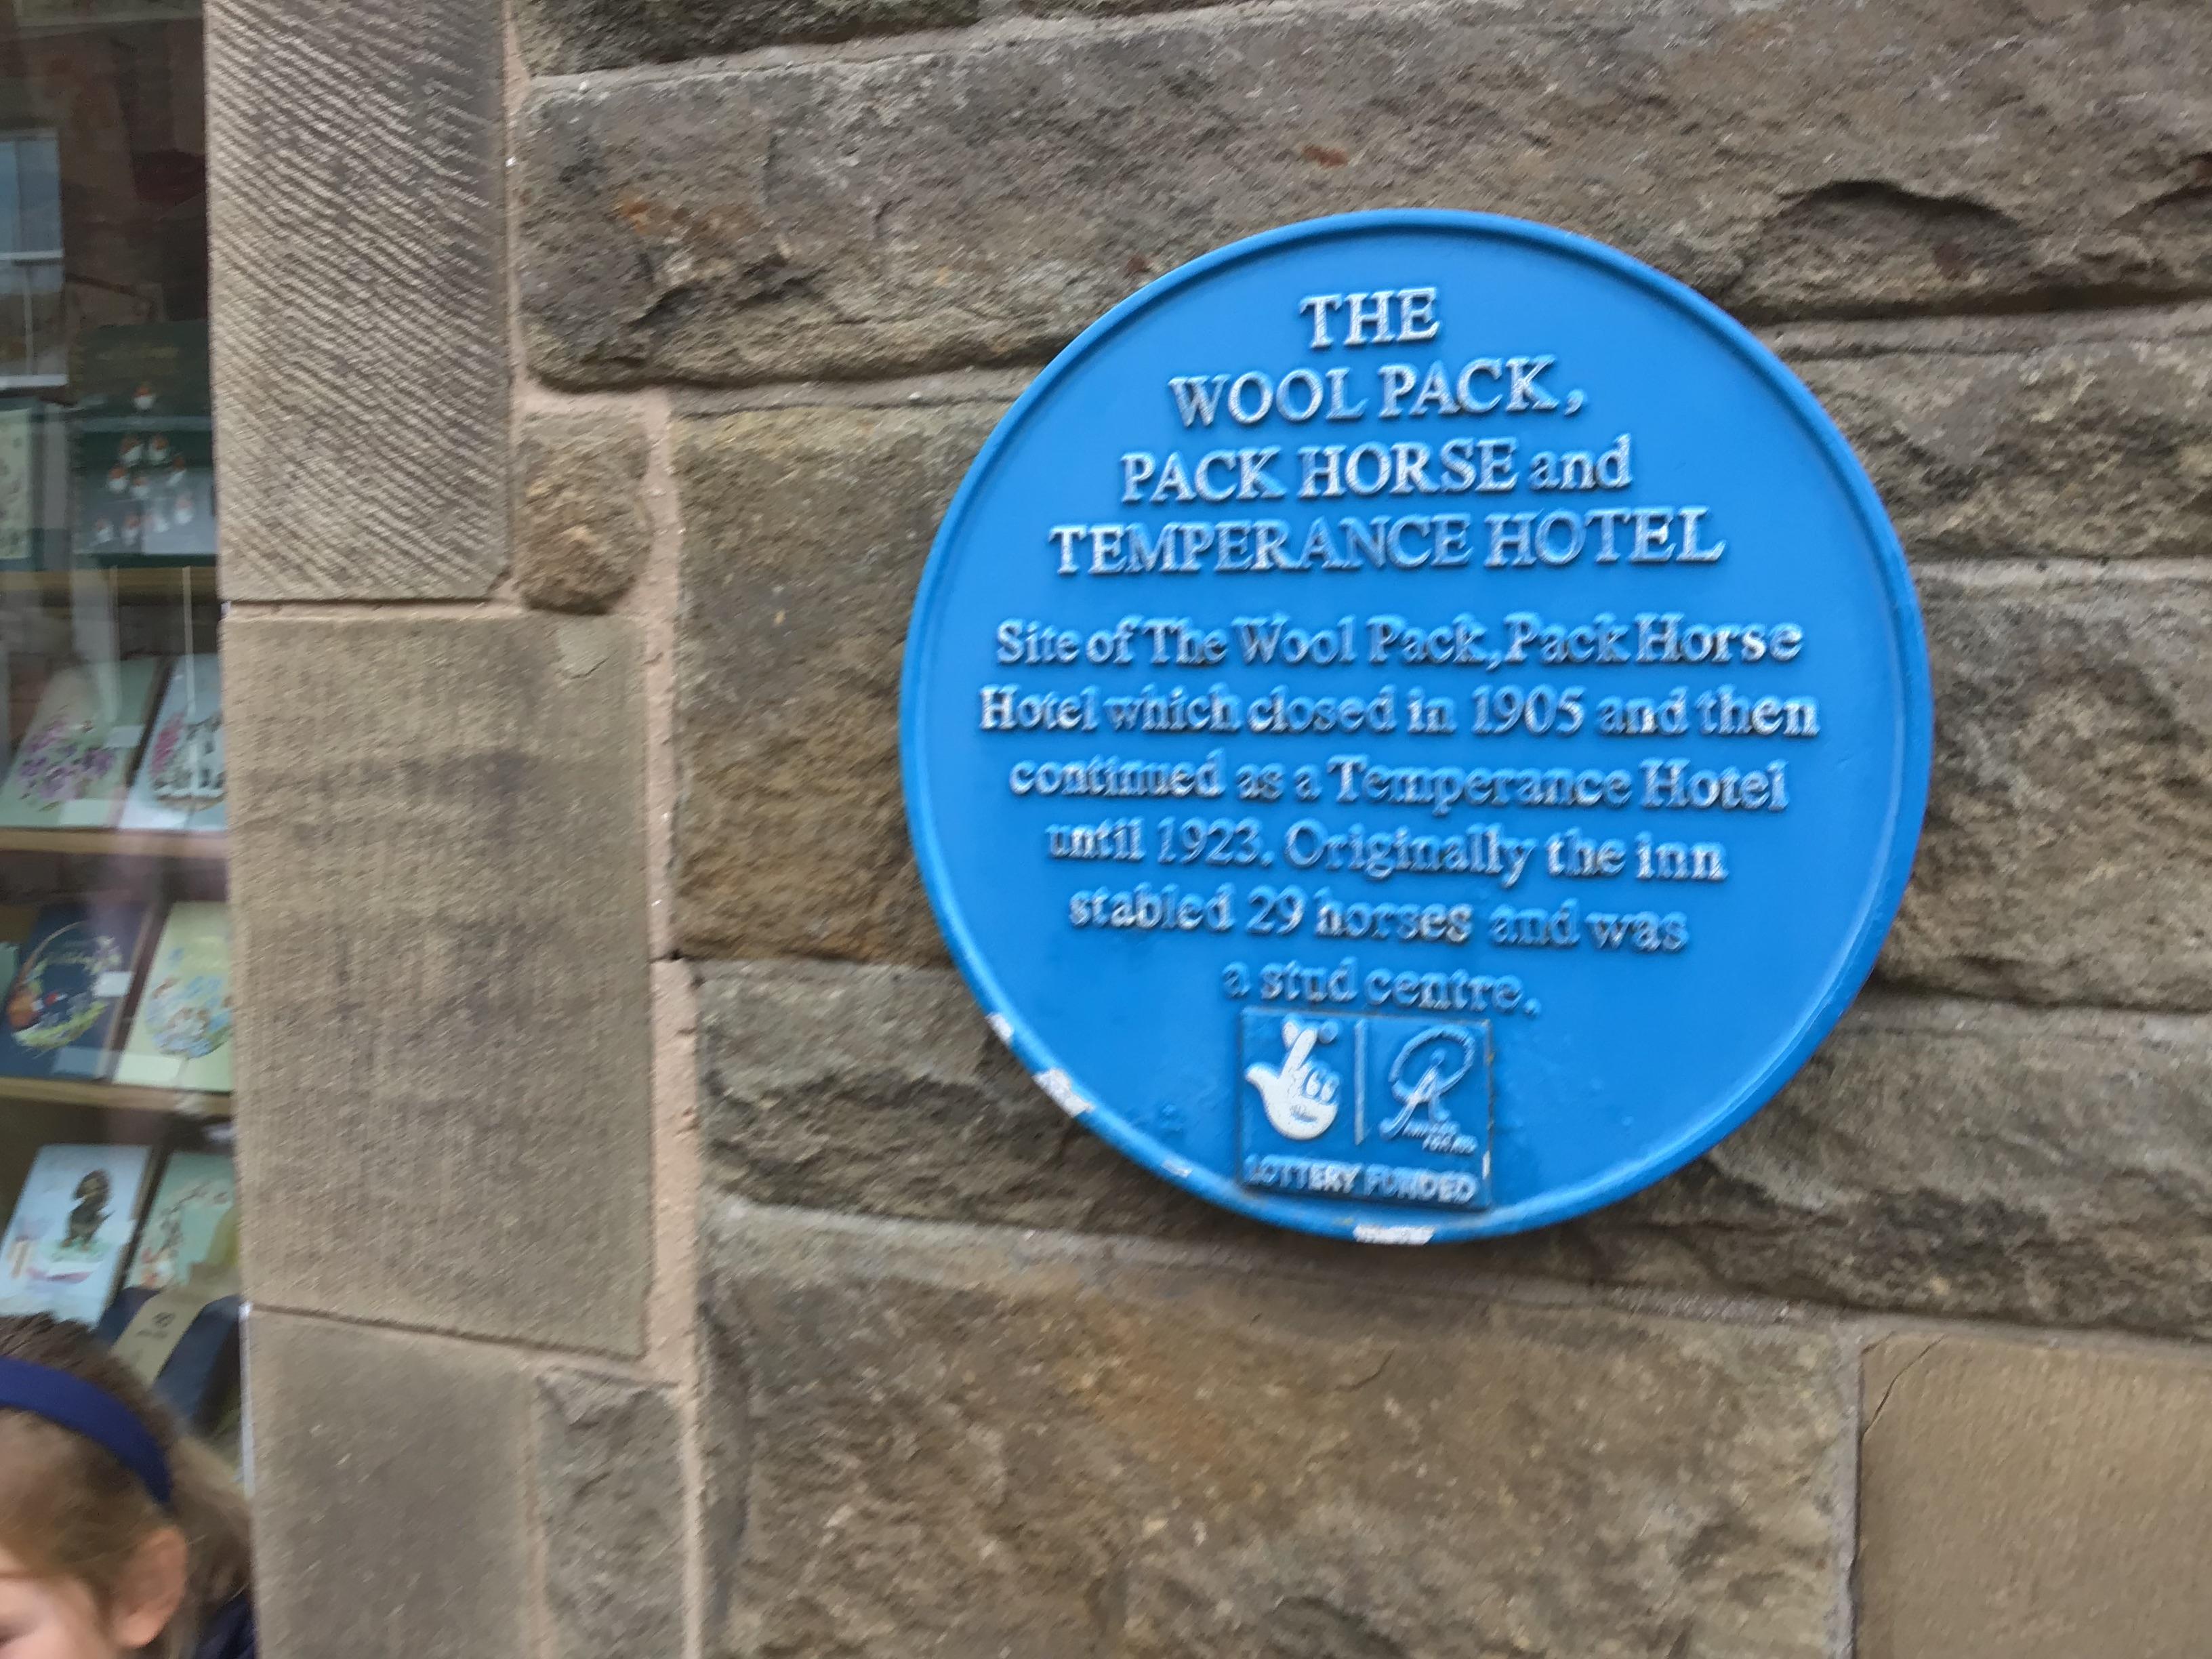 THE
WOOL PACK,
PACK HORSE and
TEMPERANCE HOTEL
Site of The Wool Pack, Pack Horse
Hotel which closed in 1905 and then
continued as a Temperance Hotel
until 1923. Originally the inn
stabled 29 horses and was
a stud centre.
LOTTERY FUNDED